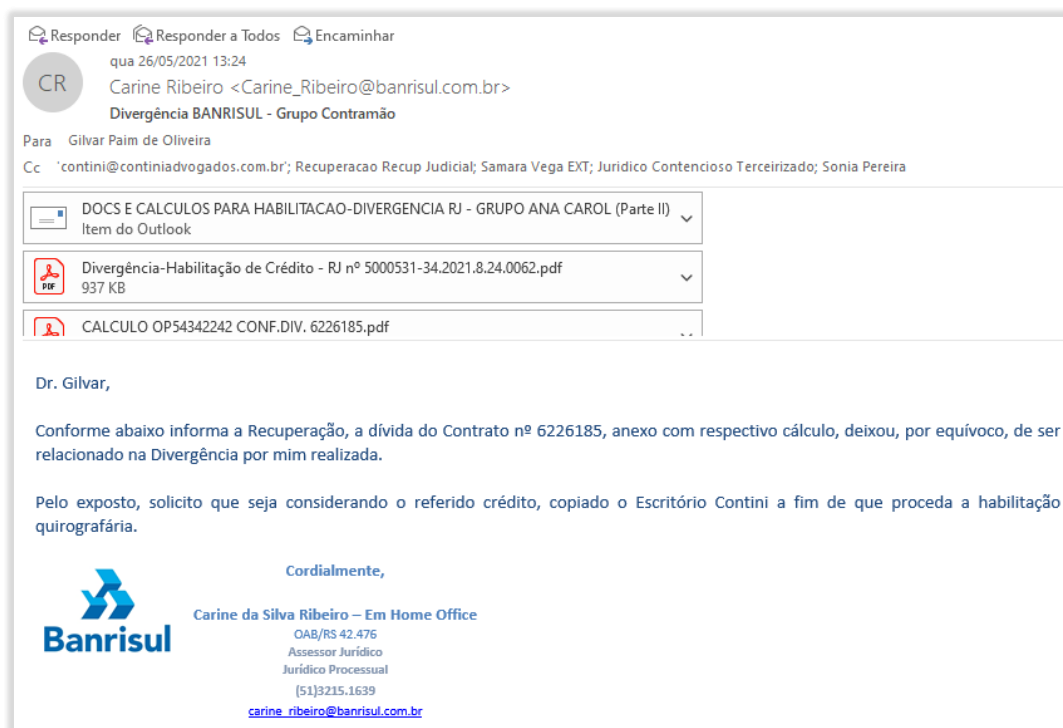 Responder Responder a Todos Encaminhar
qua 26/05/2021 13:24
CR
Carine Ribeiro <Carine_Ribeiro@banrisul.com.br>
Divergência BANRISUL - Grupo Contramão
Para Gilvar Paim de Oliveira
Cc 'contini@continiadvogados.com.br'; Recuperacao Recup Judicial; Samara Vega EXT; Juridico Contencioso Terceirizado; Sonia Pereira
DOCS E CALCULOS PARA HABILITACAO-DIVERGENCIA RJ - GRUPO ANA CAROL (Parte II)
Item do Outlook
Divergência-Habilitação de Crédito - RJ nº 5000531-34.2021.8.24.0062.pdf
PDF
937 KB
CALCULO OP54342242 CONF.DIV. 6226185.pdf
Dr. Gilvar,
Conforme abaixo informa a Recuperação, a dívida do Contrato nº 6226185, anexo com respectivo cálculo, deixou, por equívoco, de ser
relacionado na Divergência por mim realizada.
Pelo exposto, solicito que seja considerando o referido crédito, copiado o Escritório Contini a fim de que proceda a habilitação
quirografária.
Cordialmente,
Banrisul
Carine da Silva Ribeiro – Em Home Office
OAB/RS 42.476
Assessor Jurídico
Jurídico Processual
(51)3215.1639
carine_ribeiro@banrisul.com.br